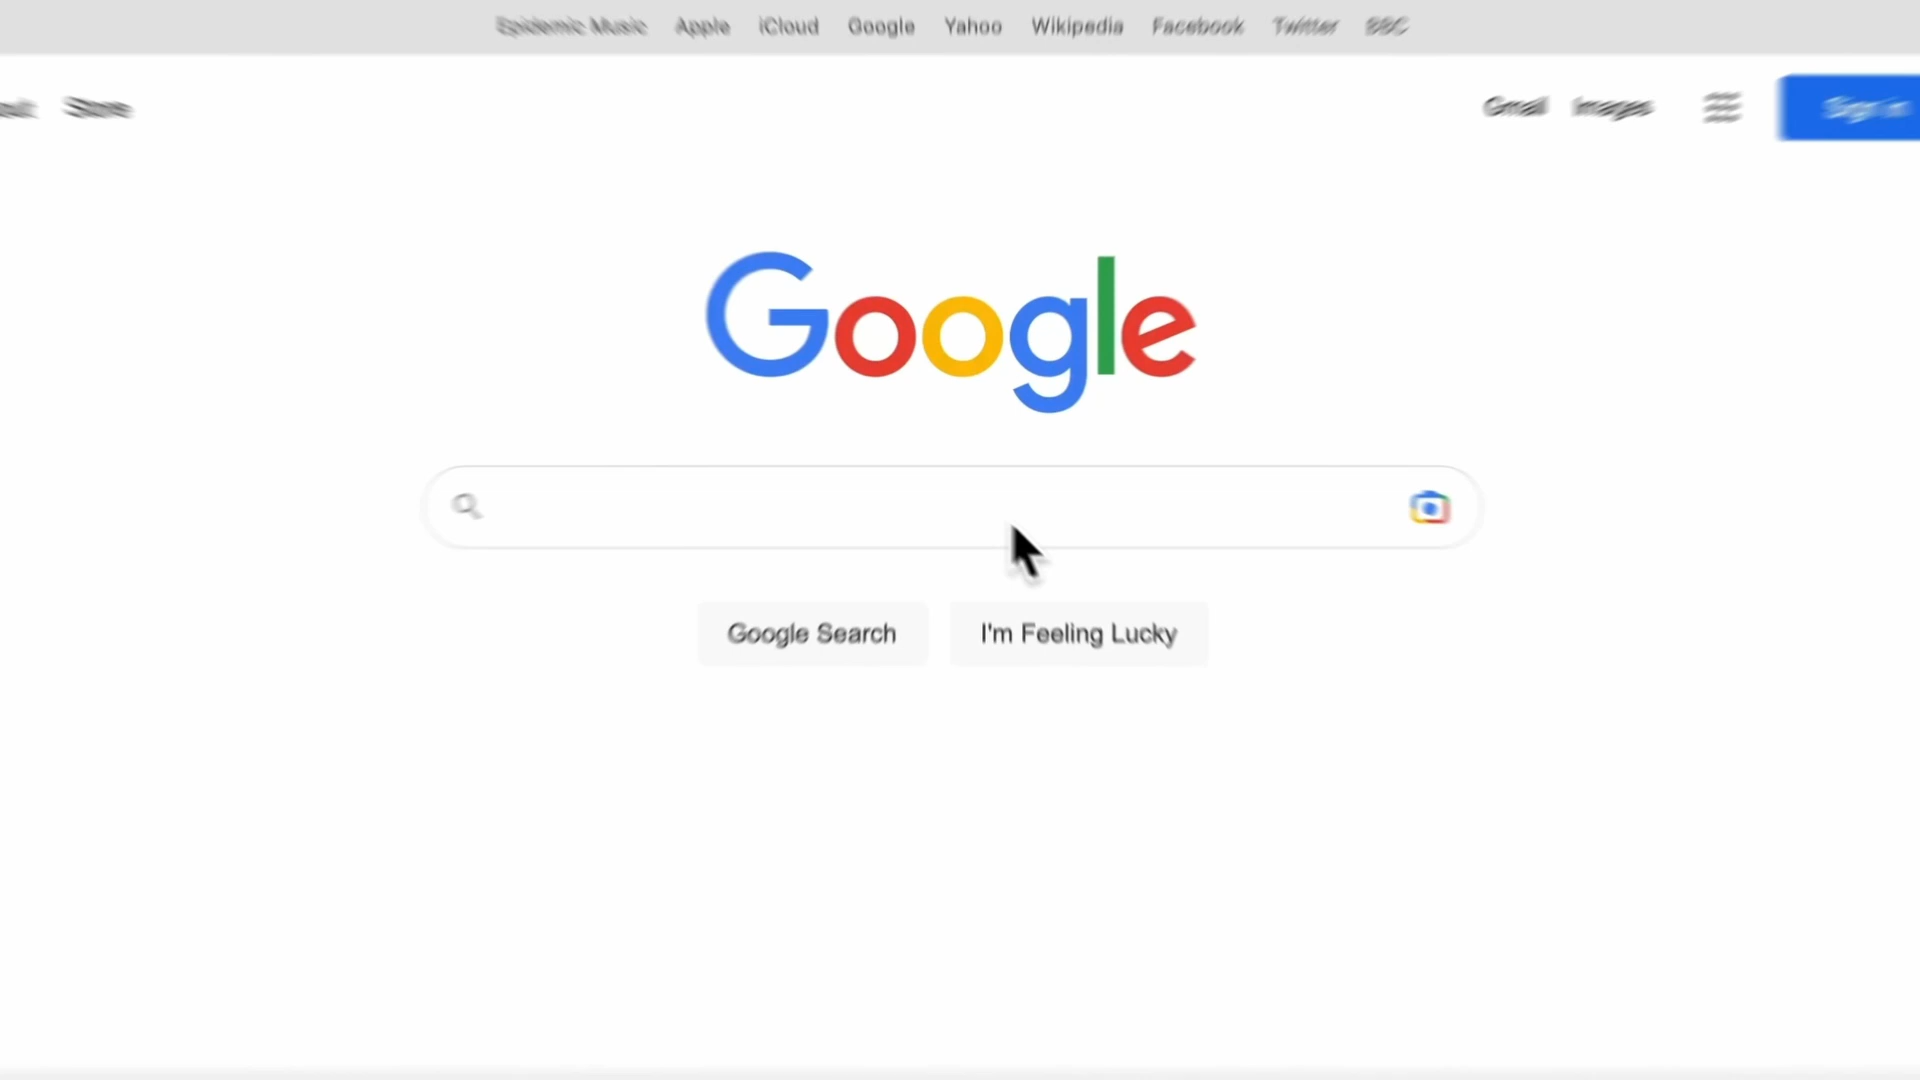 Epidemic Music Apple iCloud Google Yahoo Wikipedia Facebook Twitter BBC
Store Gmail Images Sign in
Google
Google Search I'm Feeling Lucky